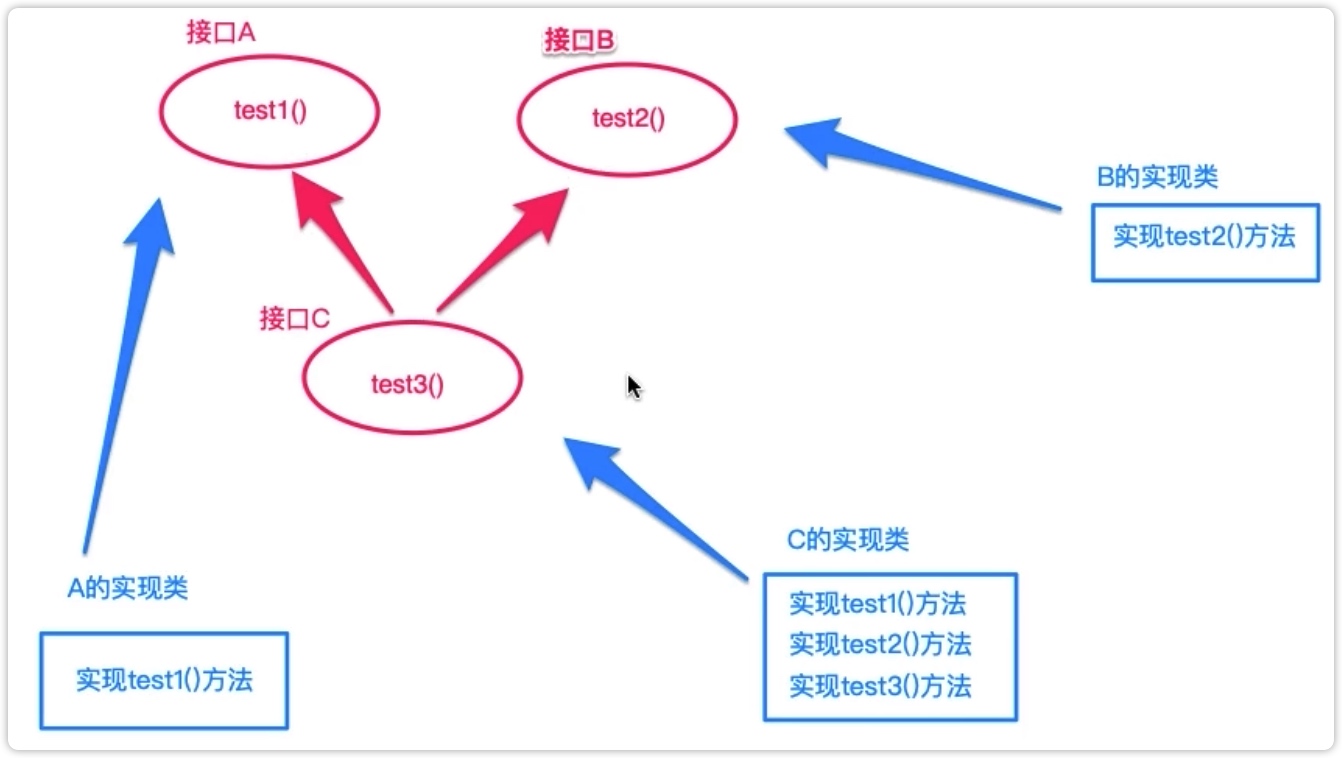 接口A
接口B
test1()
test2()
B的实现类
实现test2()方法
接口C
test3()
C的实现类
实现test1()方法
实现test2()方法
实现test3()方法
A的实现类
实现test1()方法